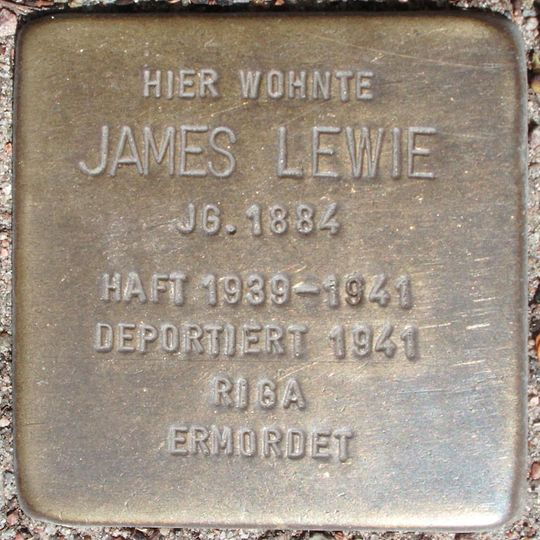 HIER WOHNTE
JAMES LEWIE
JG. 1884
HAFT 1939-1941
DEPORTIERT 1941
RIGA
ERMORDET